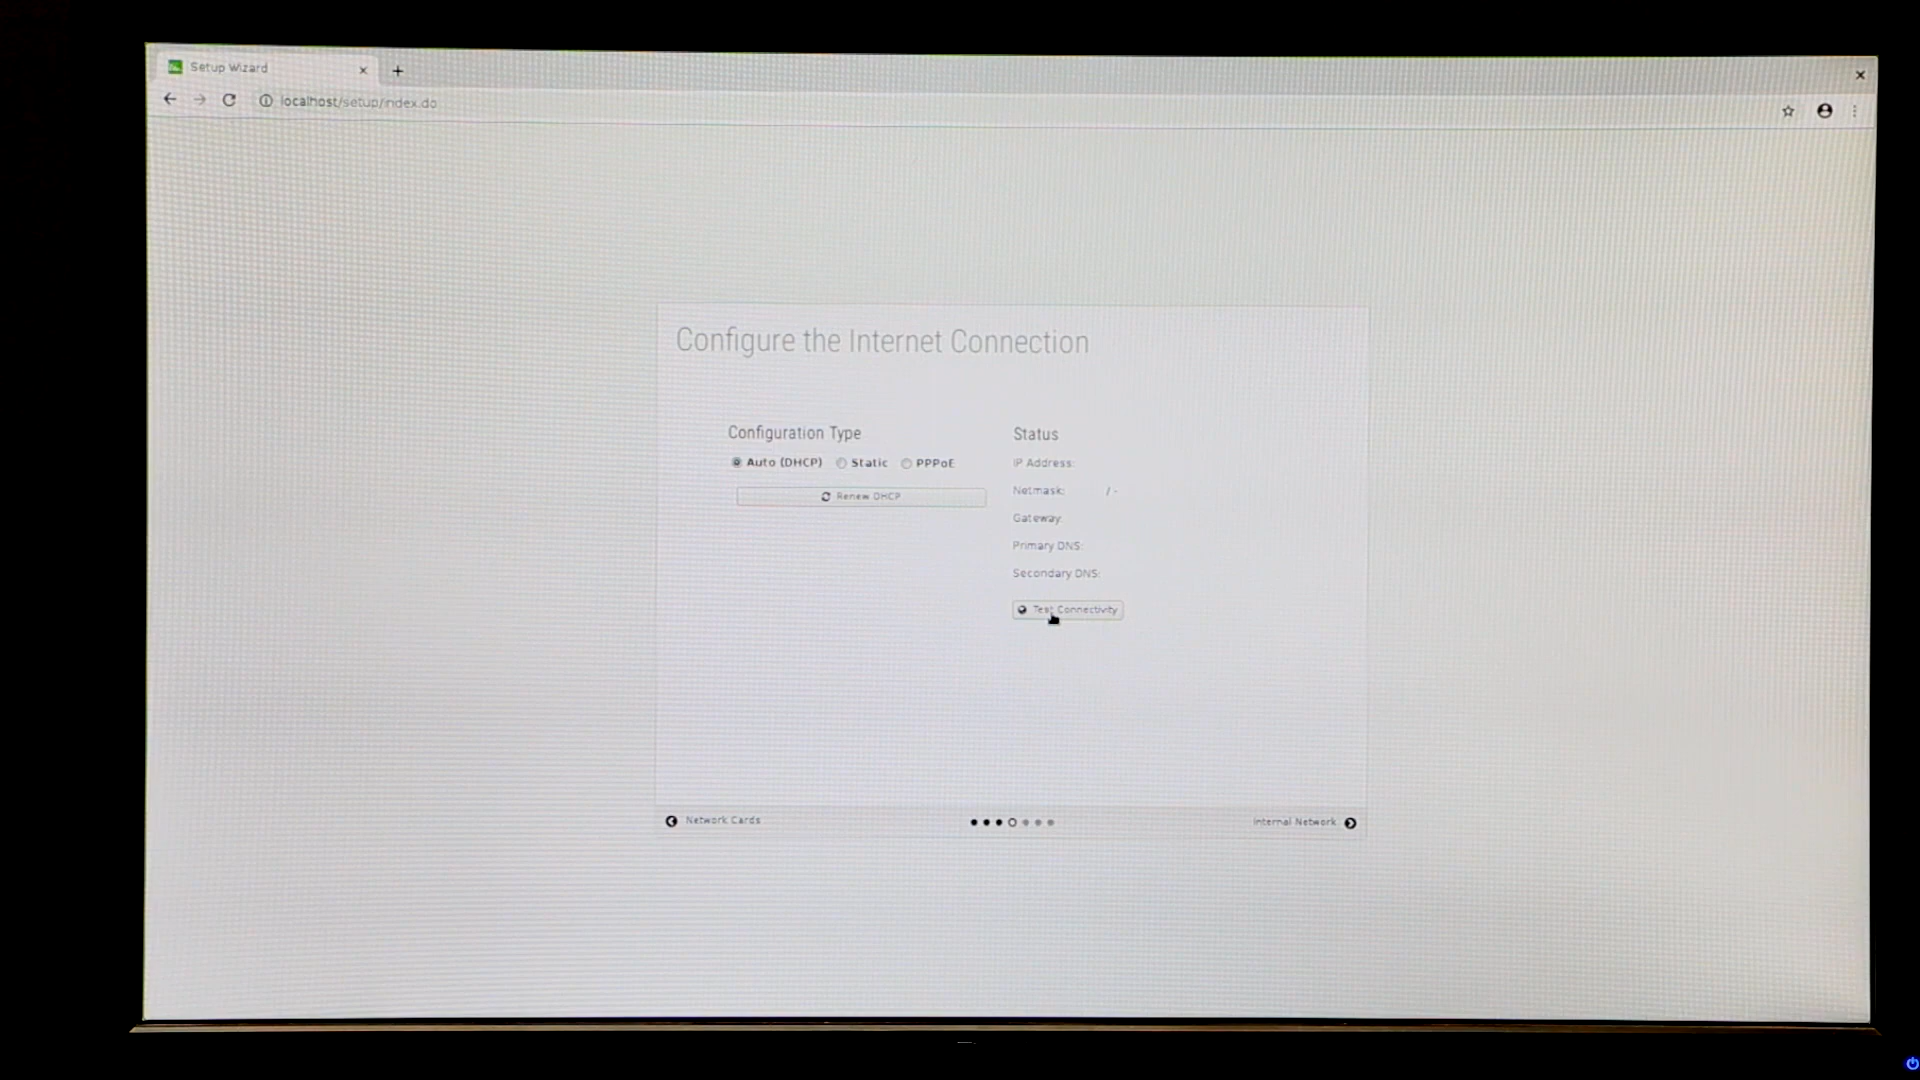 Setup Wizard
localhost/setup/index.do
Configure the Internet Connection
Configuration Type
Auto (DHCP) Static PPPoE
Renew DHCP
Status
IP Address:
Netmask: / -
Gateway:
Primary DNS:
Secondary DNS:
Test Connectivity
Network Cards
Internal Network